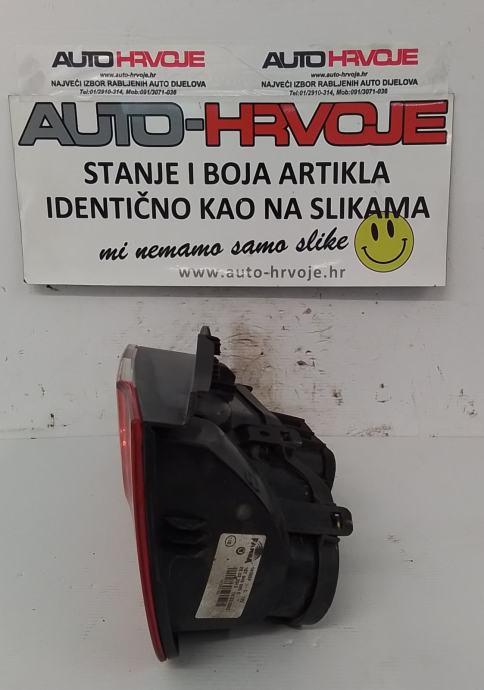 AUTO HRVOJE
www.auto-hrvoje.hr
NAJVEĆI IZBOR RABLJENIH AUTO DIJELOVA
Tel:01/2910-314, Mob:091/3071-036
AUTO HRVOJE
www.auto-hrvoje.hr
NAJVEĆI IZBOR RABLJENIH AUTO DIJELOVA
Tel:01/2910-314, Mob:091/3071-036
AUTO-HRVOJE
STANJE I BOJA ARTIKLA
IDENTIČNO KAO NA SLIKAMA
mi nemamo samo slike
www.auto-hrvoje.hr